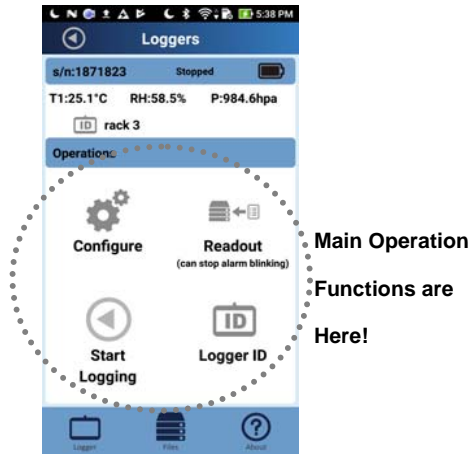 5:38 PM
Loggers
s/n:1871823 Stopped
T1:25.1°C RH:58.5% P:984.6hpa
ID rack 3
Operations
Configure Readout
(can stop alarm blinking)
ID
Start Logger ID
Logging
Logger Files About
Main Operation
Functions are
Here!